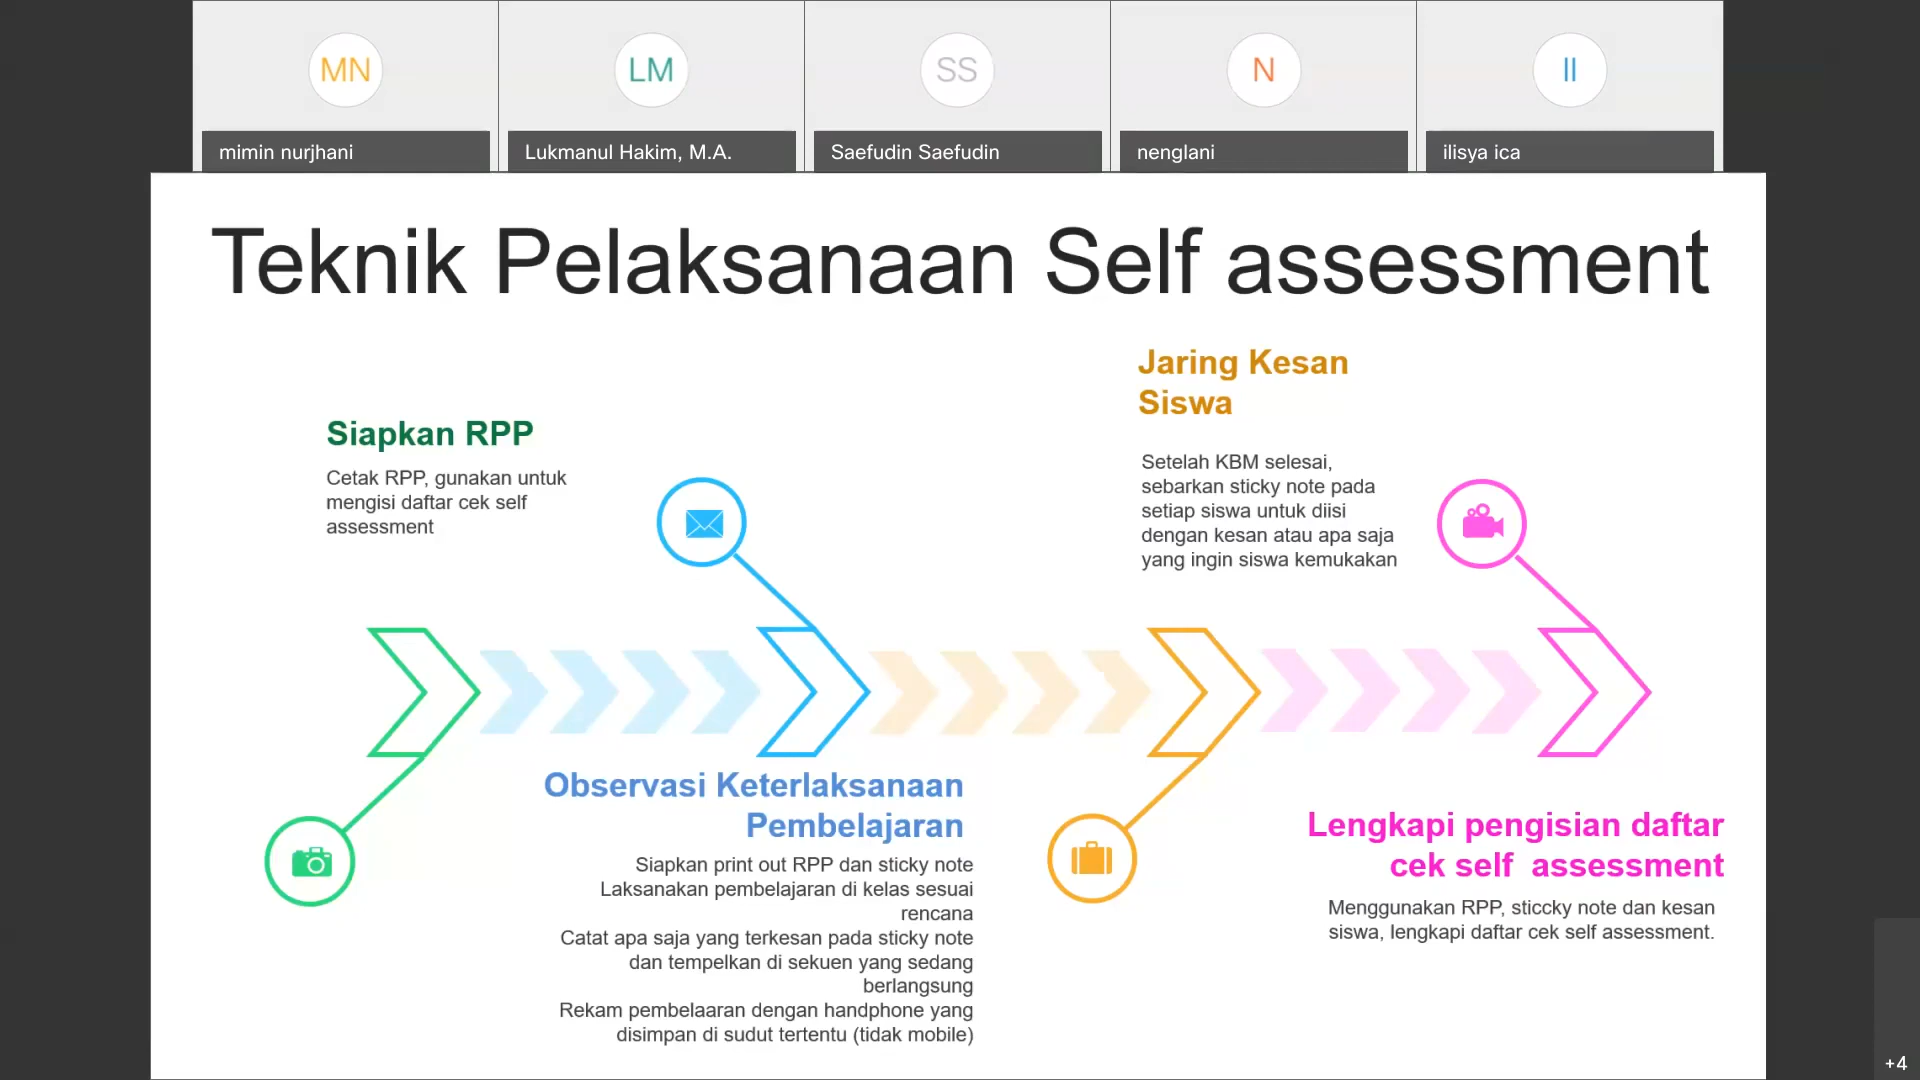 MN
LM
SS
N
II
mimin nurjhani
Lukmanul Hakim, M.A.
Saefudin Saefudin
nenglani
ilisya ica
Teknik Pelaksanaan Self assessment
Siapkan RPP
Cetak RPP, gunakan untuk
mengisi daftar cek self
assessment
Observasi Keterlaksanaan
Pembelajaran
Siapkan print out RPP dan sticky note
Laksanakan pembelajaran di kelas sesuai
rencana
Catat apa saja yang terkesan pada sticky note
dan tempelkan di sekuen yang sedang
berlangsung
Rekam pembelaaran dengan handphone yang
disimpan di sudut tertentu (tidak mobile)
Jaring Kesan
Siswa
Setelah KBM selesai,
sebarkan sticky note pada
setiap siswa untuk diisi
dengan kesan atau apa saja
yang ingin siswa kemukakan
Lengkapi pengisian daftar
cek self  assessment
Menggunakan RPP, sticcky note dan kesan
siswa, lengkapi daftar cek self assessment.
+4